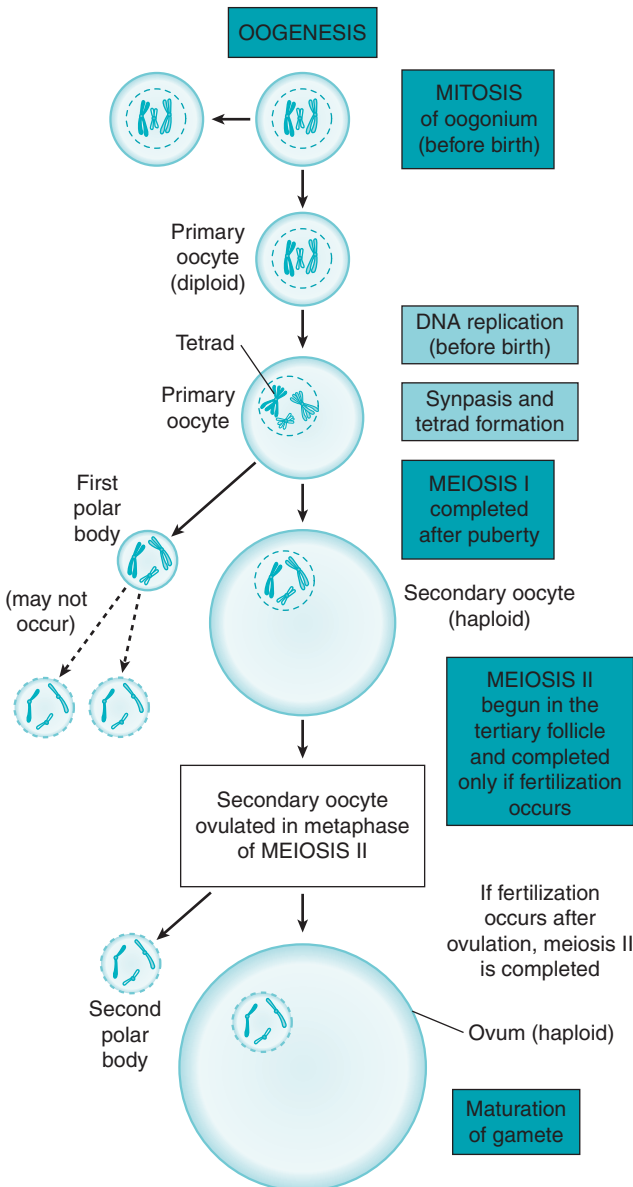 OOGENESIS
MITOSIS
of oogonium
(before birth)
Primary
oocyte
(diploid)
DNA replication
(before birth)
Tetrad
Primary
oocyte
Synpasis and
tetrad formation
MEIOSIS I
completed
after puberty
First
polar
body
(may not
occur)
Secondary oocyte
(haploid)
MEIOSIS II
begun in the
tertiary follicle
and completed
only if fertilization
occurs
Secondary oocyte
ovulated in metaphase
of MEIOSIS II
If fertilization
occurs after
ovulation, meiosis II
is completed
Second
polar
body
Ovum (haploid)
Maturation
of gamete